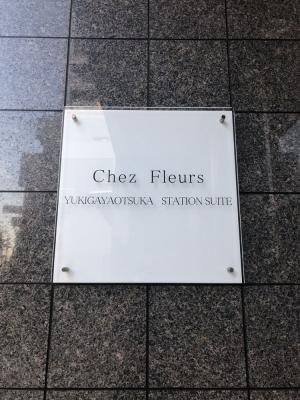 Chez Fleurs
YUKIGAYAOTSUKA STATION SUITE